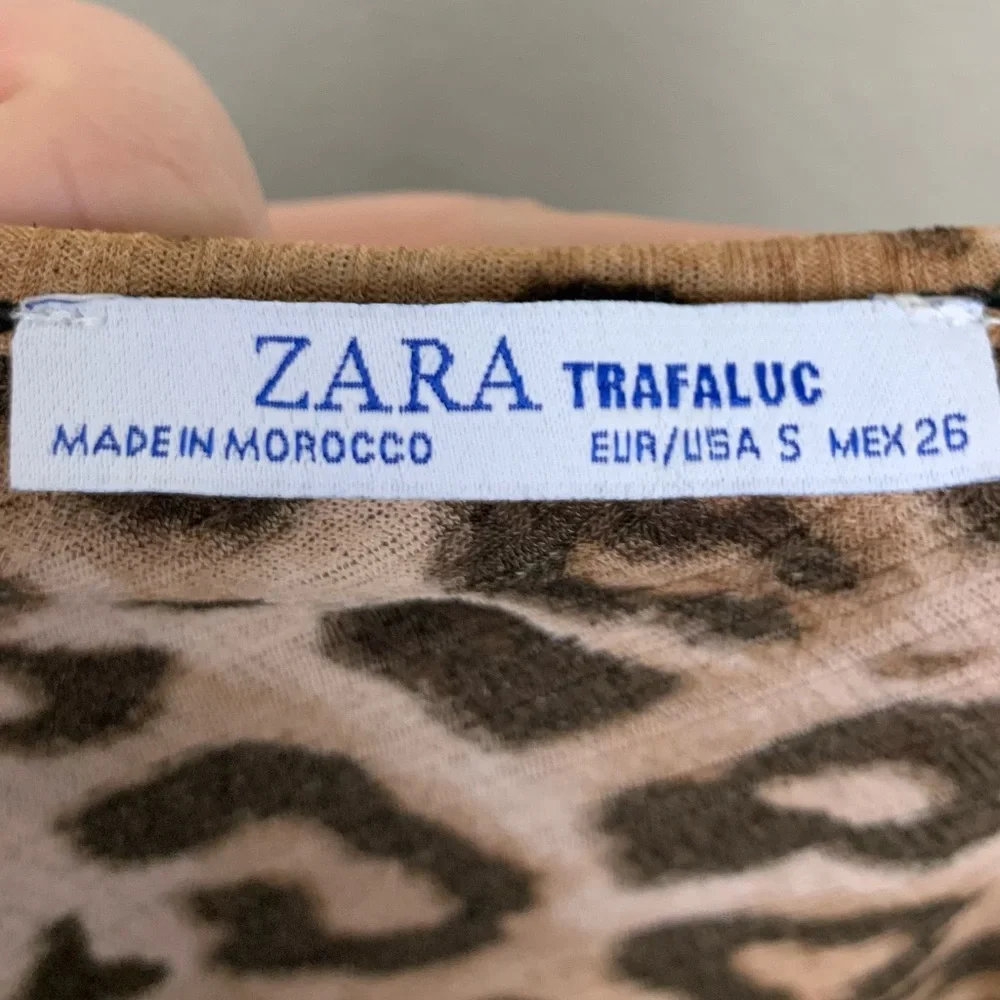 ZARA TRAFALUC
MADE IN MOROCCO EUR/USA S MEX 26